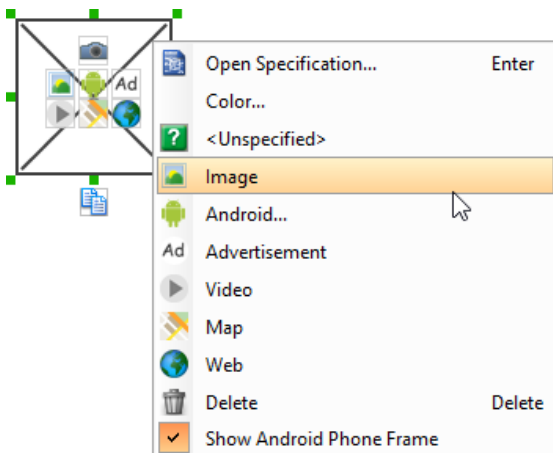 Ad
Open Specification... Enter
Color...
? <Unspecified>
Image
Android...
Ad Advertisement
Video
Map
Web
Delete Delete
Show Android Phone Frame